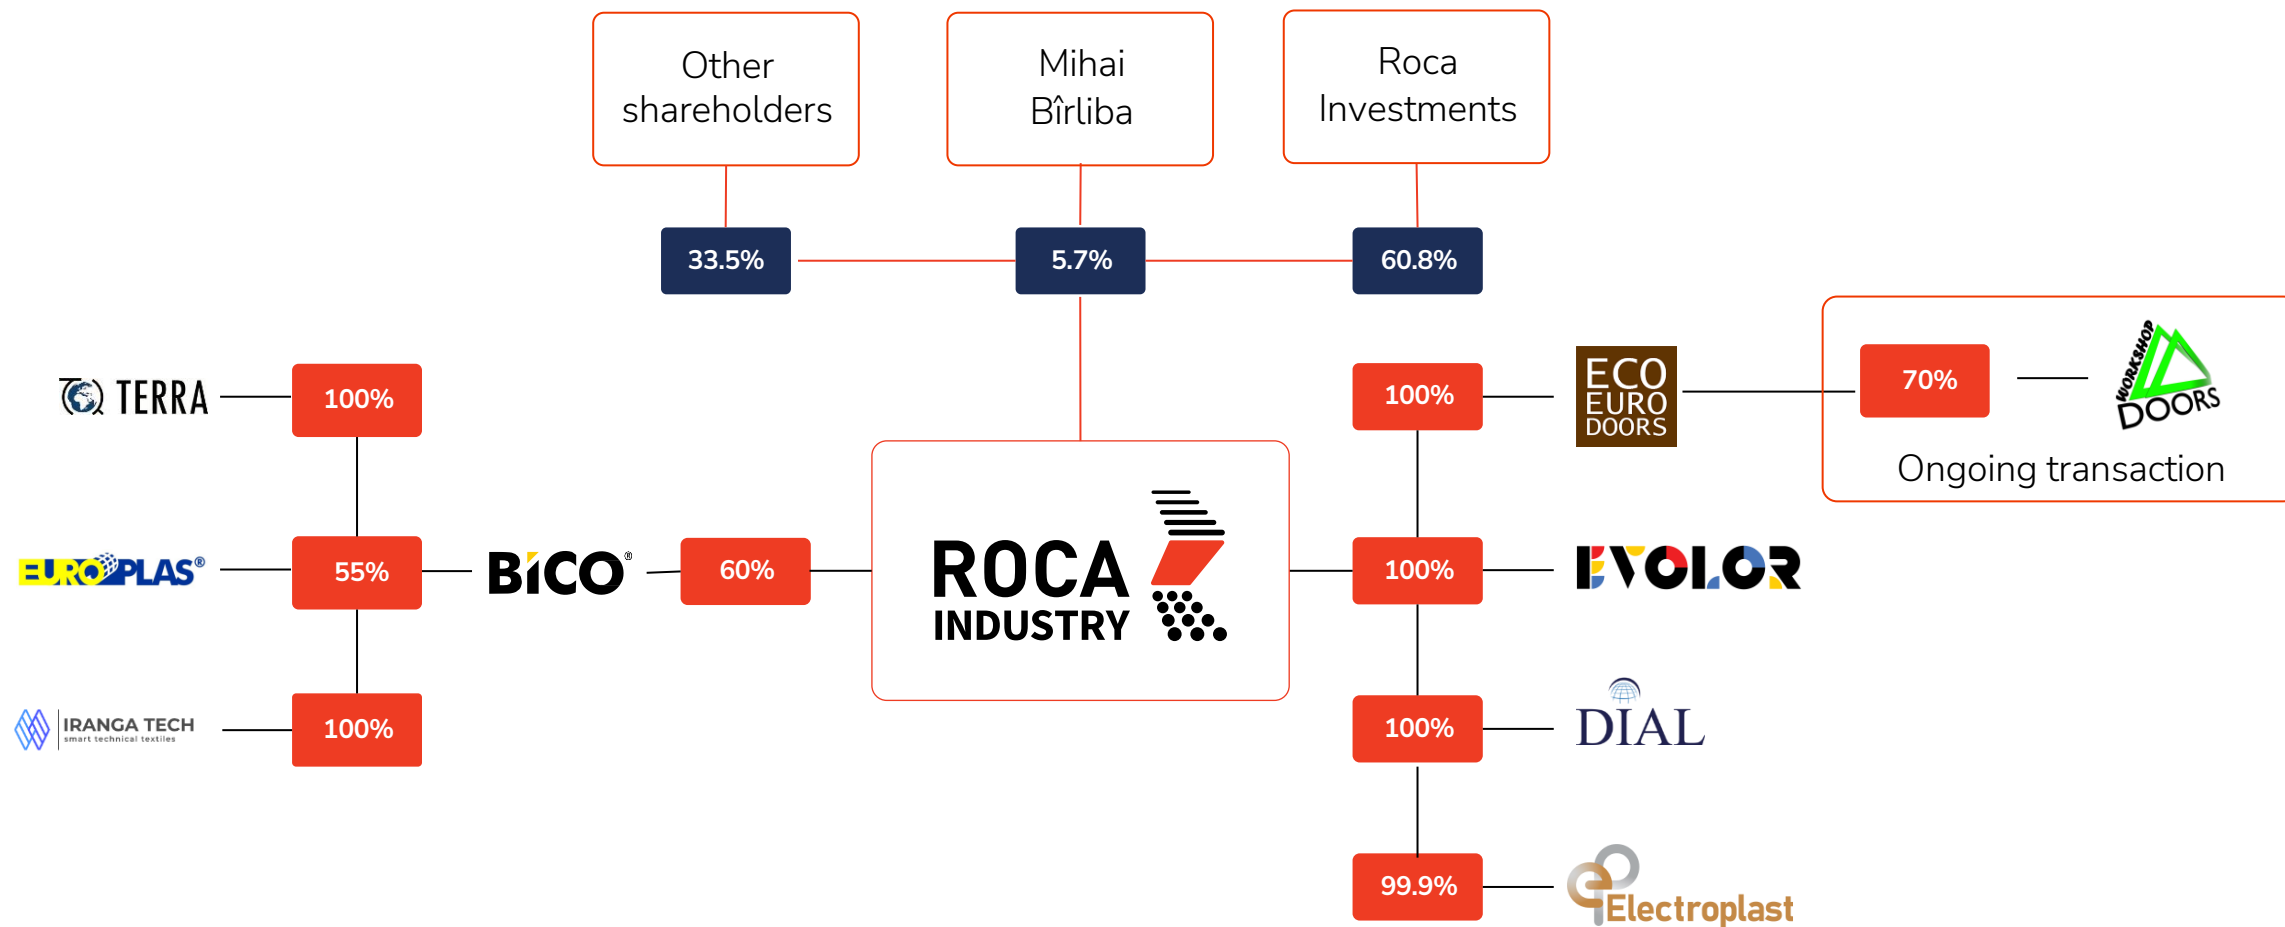 Other
shareholders
Mihai
Bîrliba
Roca
Investments
33.5%
5.7%
60.8%
TERRA
100%
EUROPLAS®
55%
BICO®
60%
IRANGA TECH
smart technical textiles
100%
ROCA
INDUSTRY
100%
ECO
EURO
DOORS
70%
WORKSHOP
DOORS
Ongoing transaction
100%
EVOLOR
100%
DIAL
99.9%
ep
Electroplast